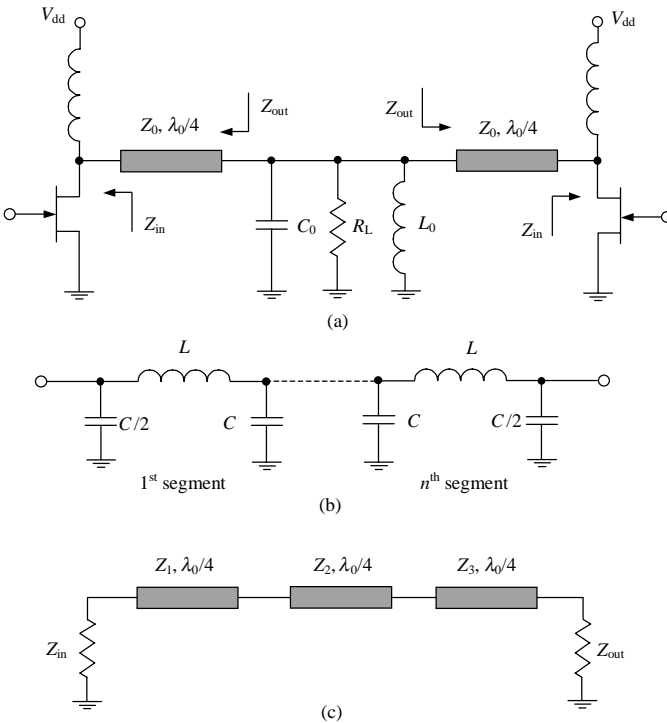 Vdd
Vdd
Zout
Zout
Z0, λ0/4
Z0, λ0/4
Zin
C0
RL
L0
Zin
(a)
L
L
C/2
C
C
C/2
1st segment
nth segment
(b)
Z1, λ0/4
Z2, λ0/4
Z3, λ0/4
Zin
Zout
(c)